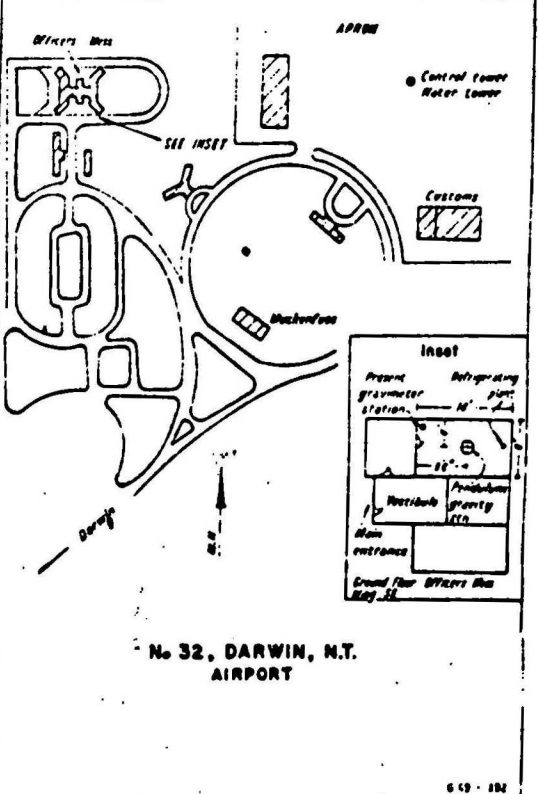 APRON
Officers Mess
Control tower
Water tower
SEE INSET
Customs
Inset
Present
gravimeter
station
Refrigerating
plant
Vestibule
Pendulum
gravity
stn
Main
entrance
Ground Floor Officers Mess
Darwin
No 32, DARWIN, N.T.
AIRPORT